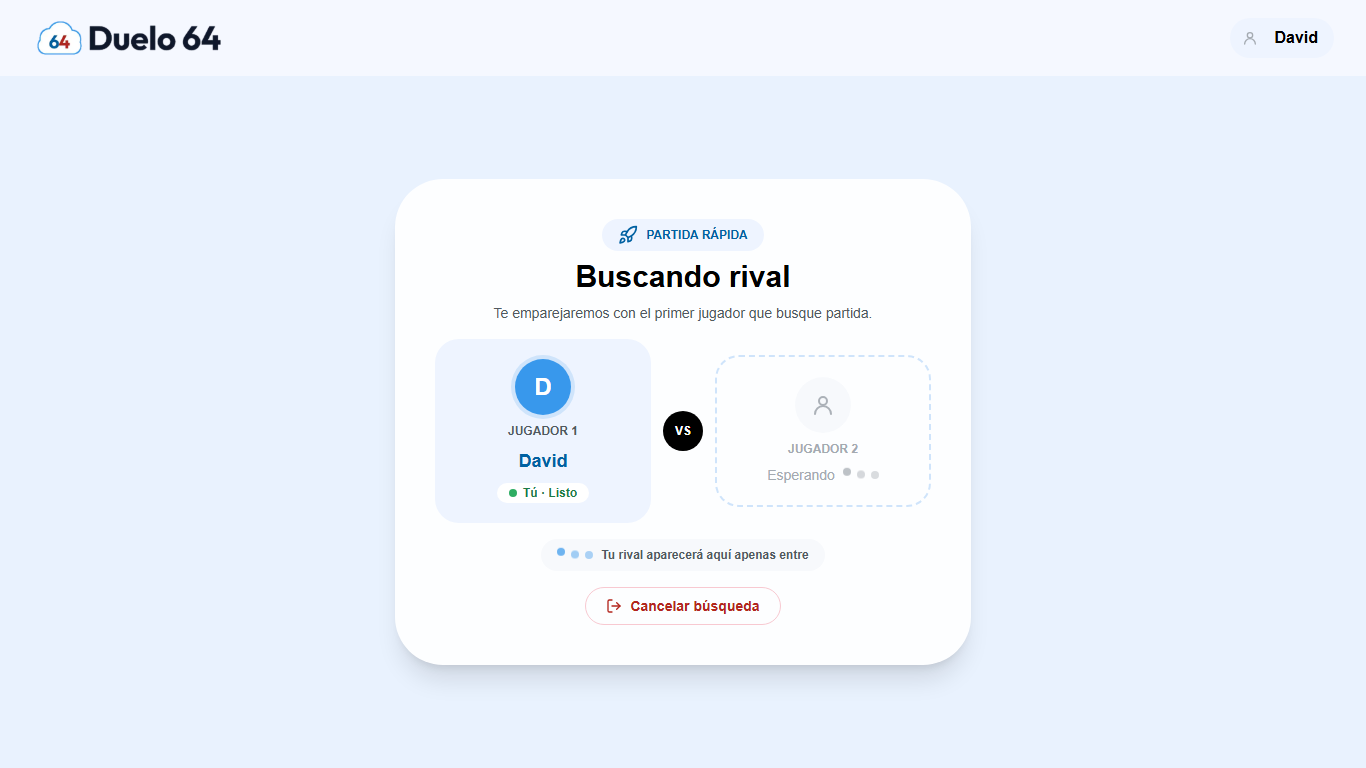 64 Duelo 64
David
PARTIDA RÁPIDA
Buscando rival
Te emparejaremos con el primer jugador que busque partida.
D
JUGADOR 1
David
Tú · Listo
VS
JUGADOR 2
Esperando
Tu rival aparecerá aquí apenas entre
Cancelar búsqueda